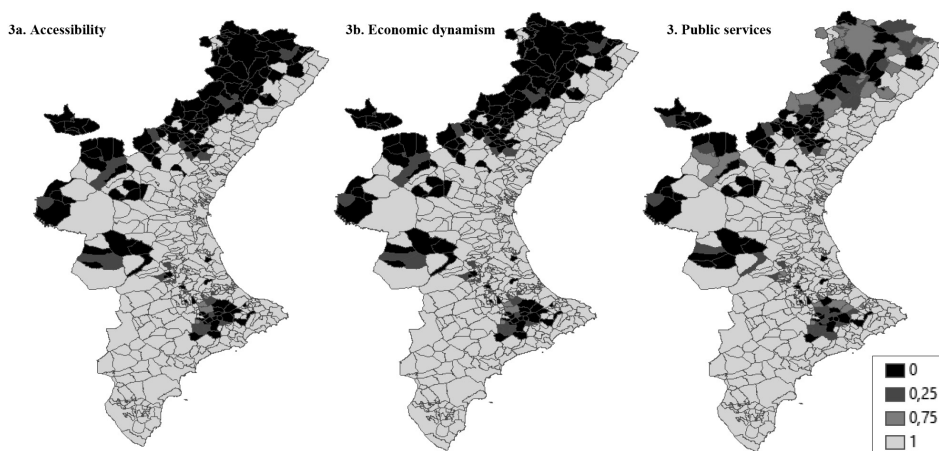 3a. Accessibility
3b. Economic dynamism
3. Public services
0
0,25
0,75
1